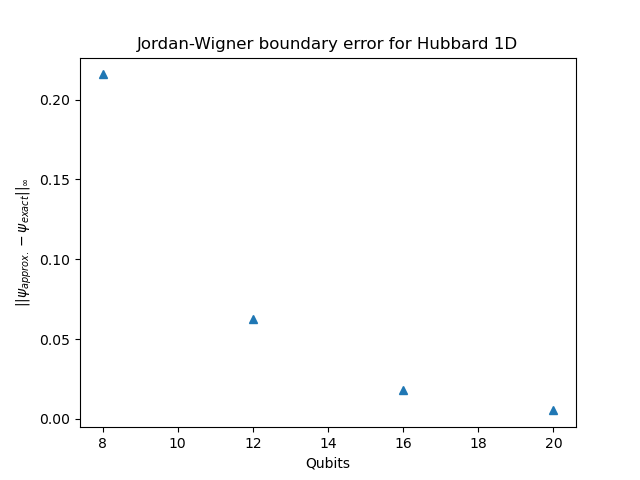 Jordan-Wigner boundary error for Hubbard 1D
0.20
0.15
0.10
0.05
0.00
||ψapprox. − ψexact||∞
8 10 12 14 16 18 20
Qubits